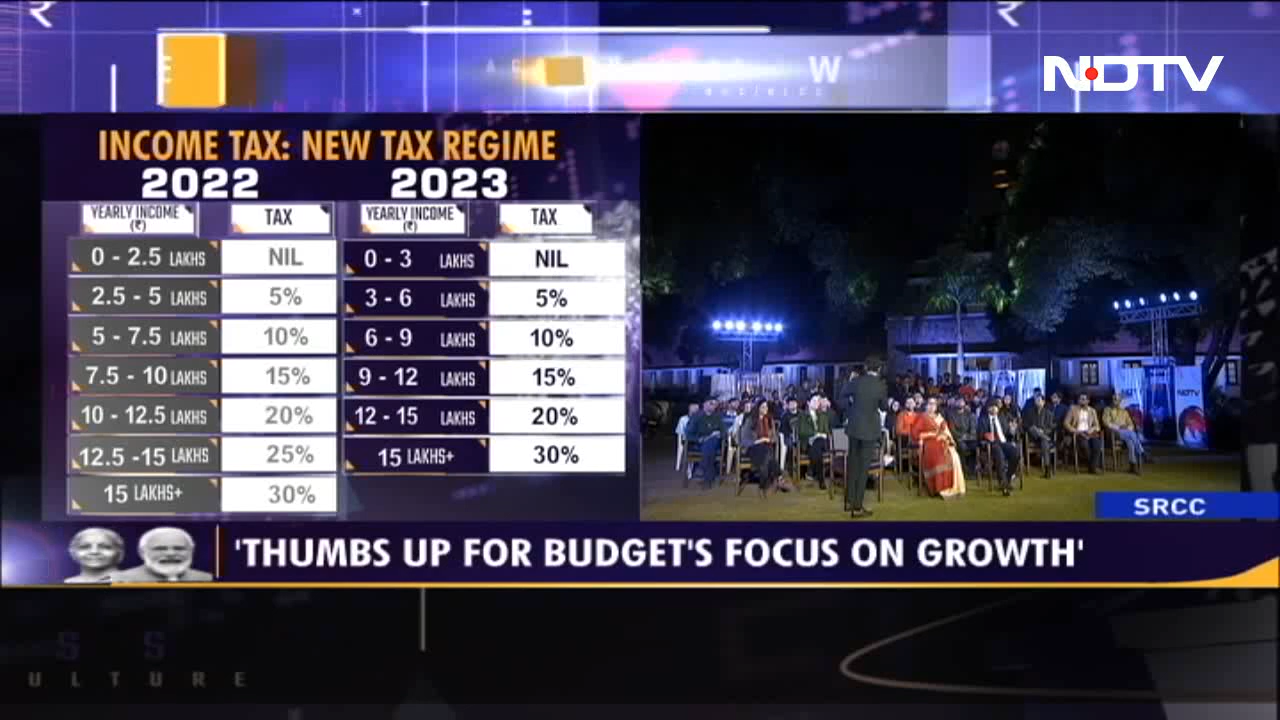 NDTV
INCOME TAX: NEW TAX REGIME
2022 2023
YEARLY INCOME (₹) TAX YEARLY INCOME (₹) TAX
0 - 2.5 LAKHS NIL 0 - 3 LAKHS NIL
2.5 - 5 LAKHS 5% 3 - 6 LAKHS 5%
5 - 7.5 LAKHS 10% 6 - 9 LAKHS 10%
7.5 - 10 LAKHS 15% 9 - 12 LAKHS 15%
10 - 12.5 LAKHS 20% 12 - 15 LAKHS 20%
12.5 -15 LAKHS 25% 15 LAKHS+ 30%
15 LAKHS+ 30%
NDTV
SRCC
'THUMBS UP FOR BUDGET'S FOCUS ON GROWTH'
S S
ULTURE